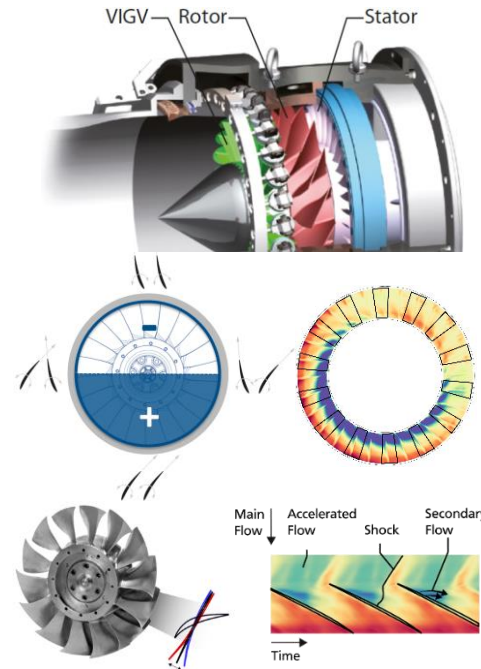 VIGV
Rotor
Stator
Main
Flow
Accelerated
Flow
Shock
Secondary
Flow
Time